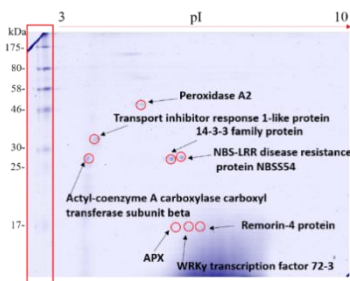 3 pI 10
kDa
175-
80-
58-
46-
30-
25-
17-
Peroxidase A2
Transport inhibitor response 1-like protein
14-3-3 family protein
NBS-LRR disease resistance
protein NBSS54
Actyl-coenzyme A carboxylase carboxyl
transferase subunit beta
Remorin-4 protein
APX
WRKy transcription factor 72-3